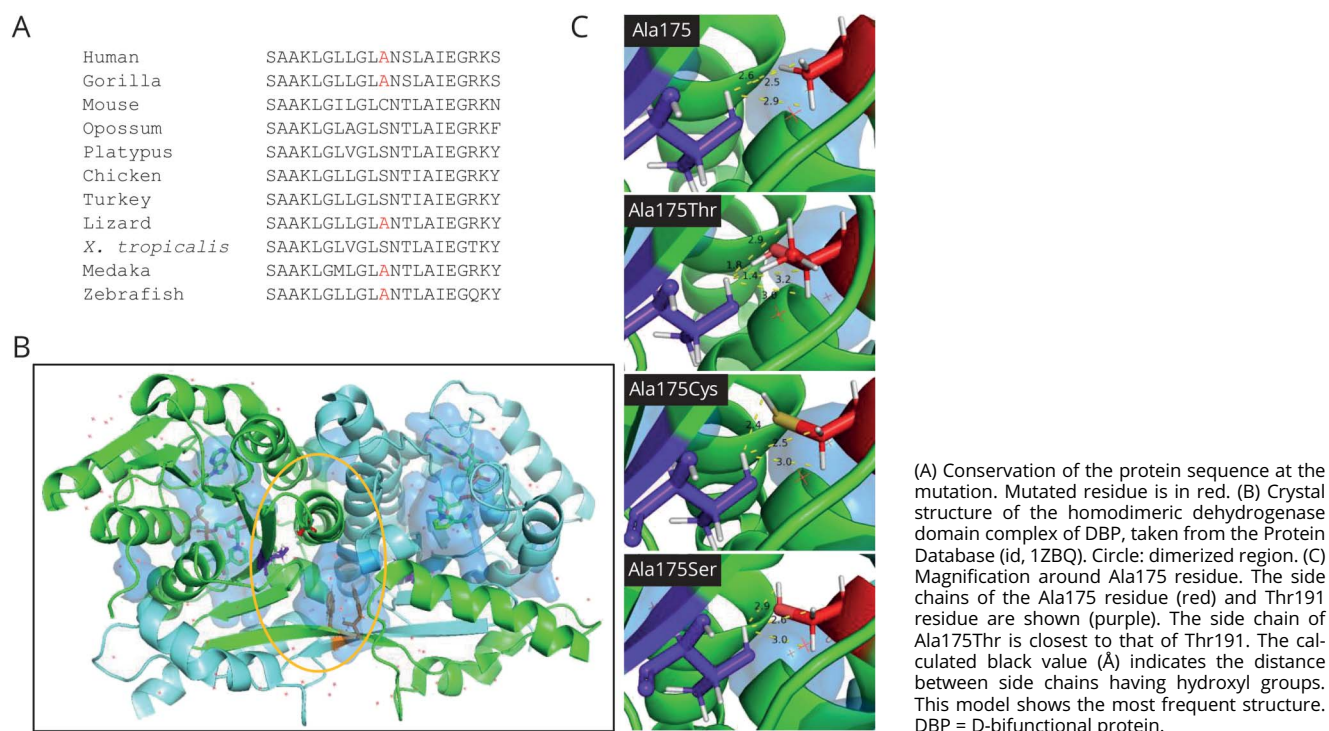 A
Human SAAKLGLLGLANSLAIEGRKS
Gorilla SAAKLGLLGLANSLAIEGRKS
Mouse SAAKLGILGLCNTLAIEGRKN
Opossum SAAKLGLAGLSNTLAIEGRKF
Platypus SAAKLGLVGLSNTLAIEGRKY
Chicken SAAKLGLLGLSNTIAIEGRKY
Turkey SAAKLGLLGLSNTIAIEGRKY
Lizard SAAKLGLLGLANTLAIEGRKY
X. tropicalis SAAKLGLVGLSNTLAIEGTKY
Medaka SAAKLGMLGLANTLAIEGRKY
Zebrafish SAAKLGLLGLANTLAIEGQKY
B
C
Ala175
2.6
2.5
2.9
Ala175Thr
2.9
1.8
1.4
3.2
3.0
Ala175Cys
2.4
2.5
3.0
Ala175Ser
2.9
2.6
3.0
(A) Conservation of the protein sequence at the
mutation. Mutated residue is in red. (B) Crystal
structure of the homodimeric dehydrogenase
domain complex of DBP, taken from the Protein
Database (id, 1ZBQ). Circle: dimerized region. (C)
Magnification around Ala175 residue. The side
chains of the Ala175 residue (red) and Thr191
residue are shown (purple). The side chain of
Ala175Thr is closest to that of Thr191. The cal-
culated black value (Å) indicates the distance
between side chains having hydroxyl groups.
This model shows the most frequent structure.
DBP = D-bifunctional protein.